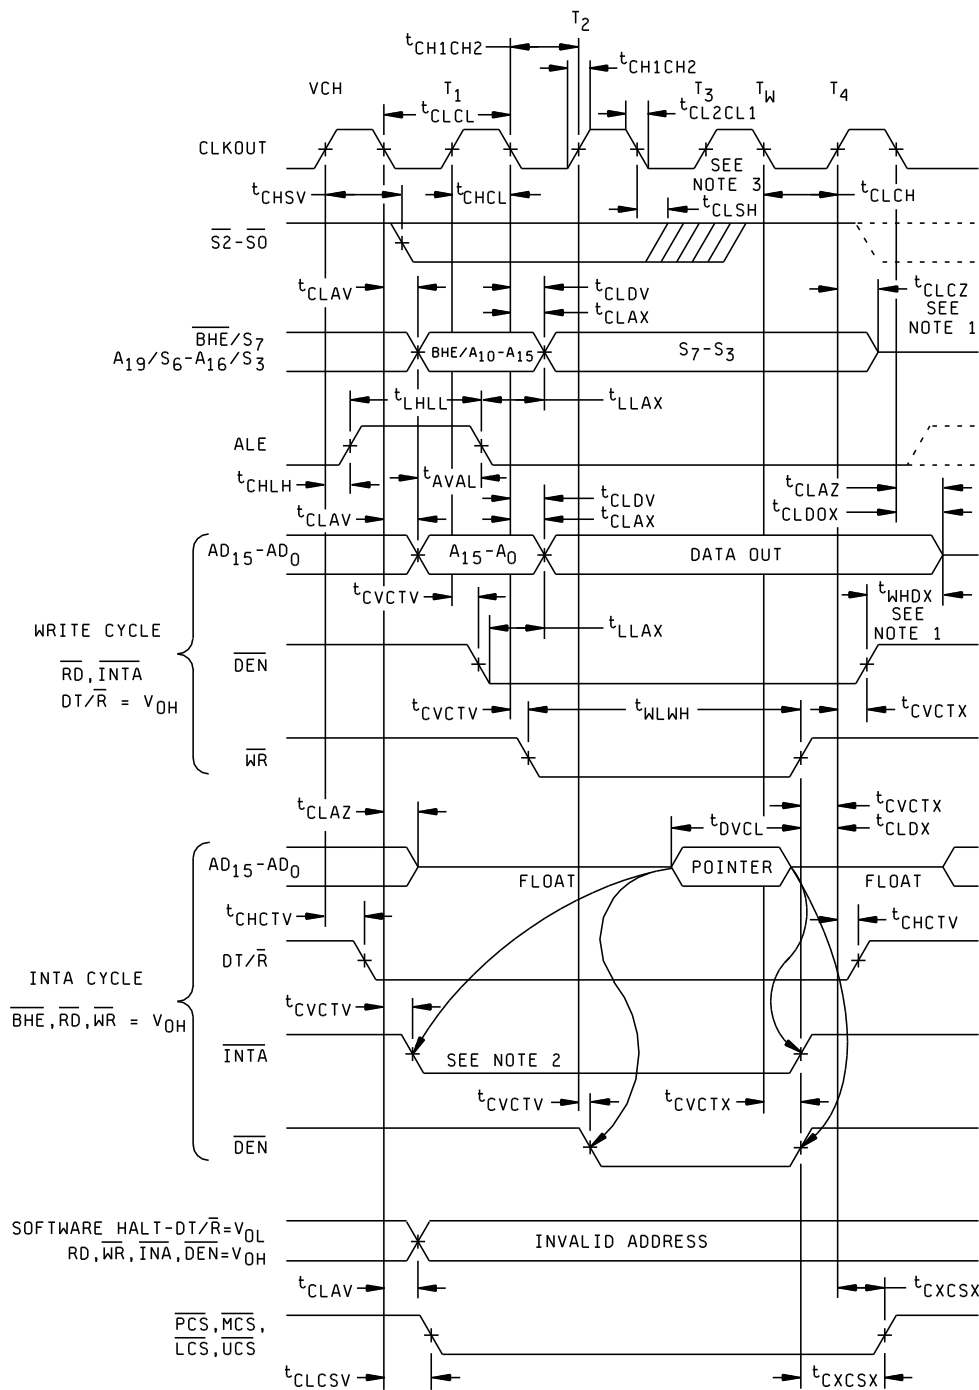 T2
tCH1CH2
tCH1CH2
VCH T1 T3 TW T4
tCLCL tCL2CL1
CLKOUT
SEE
NOTE 3
tCHSV tCHCL tCLCH
tCLSH
S2-S0
tCLAV tCLDV tCLCZ
tCLAX SEE
NOTE 1
BHE/S7
A19/S6-A16/S3
BHE/A10-A15 S7-S3
tLHLL tLLAX
ALE
tCHLH tAVAL tCLAZ
tCLDV
tCLAV tCLAX tCLDOX
AD15-AD0 A15-A0 DATA OUT
tCVCTV tWHDX
SEE
NOTE 1
WRITE CYCLE
RD,INTA
DT/R = VOH
tLLAX
DEN
tCVCTV tWLWH tCVCTX
WR
tCLAZ tCVCTX
tDVCL tCLDX
AD15-AD0 FLOAT POINTER FLOAT
tCHCTV tCHCTV
DT/R
INTA CYCLE
BHE,RD,WR = VOH
tCVCTV
INTA SEE NOTE 2
tCVCTV tCVCTX
DEN
SOFTWARE HALT-DT/R=VOL
RD,WR,INA,DEN=VOH
INVALID ADDRESS
tCLAV tCXCSX
PCS,MCS,
LCS,UCS
tCLCSV tCXCSX